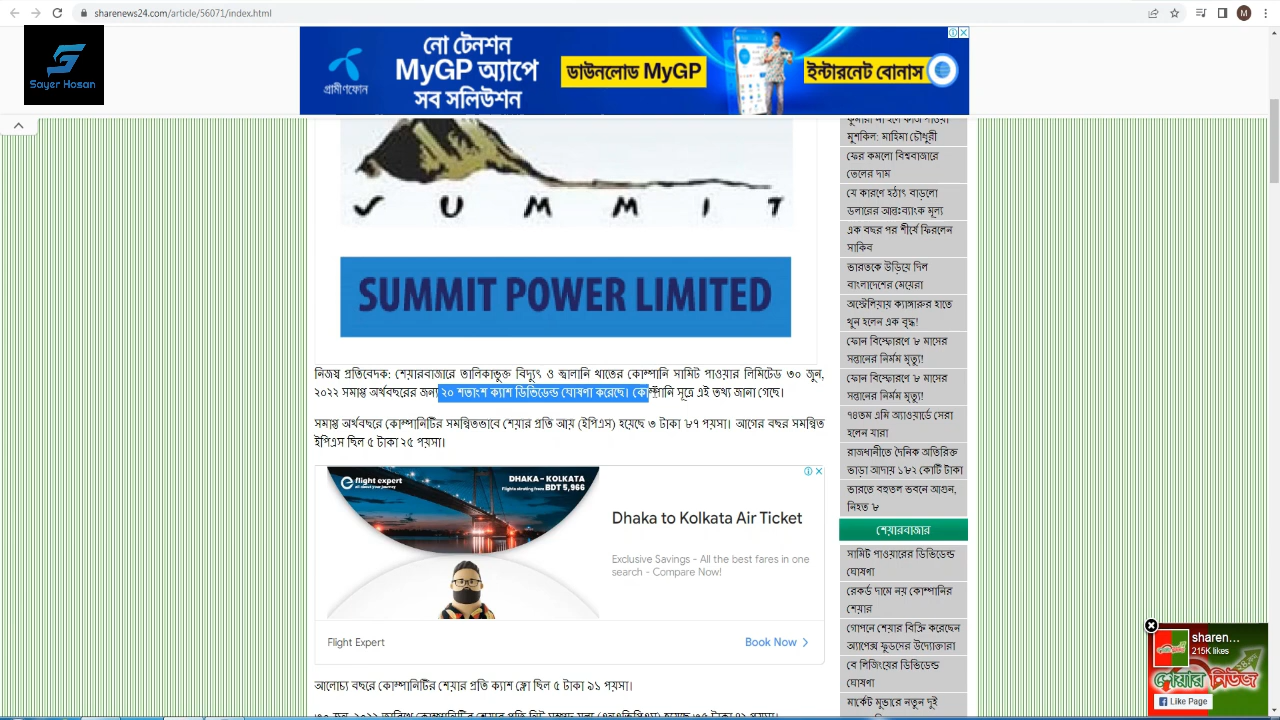 sharenews24.com/article/56071/index.html
M
Sayer Hosan
গ্রামীণফোন
নো টেনশন
MyGP অ্যাপে
সব সলিউশন
ডাউনলোড MyGP
ইন্টারনেট বোনাস
SUMMIT
SUMMIT POWER LIMITED
নিজস্ব প্রতিবেদক: শেয়ারবাজারে তালিকাভুক্ত বিদ্যুৎ ও জ্বালানি খাতের কোম্পানি সামিট পাওয়ার লিমিটেড ৩০ জুন,
২০২২ সমাপ্ত অর্থবছরের জন্য ২০ শতাংশ ক্যাশ ডিভিডেন্ড ঘোষণা করেছে। কোম্পানি সূত্রে এই তথ্য জানা গেছে।
সমাপ্ত অর্থবছরে কোম্পানিটির সমন্বিতভাবে শেয়ার প্রতি আয় (ইপিএস) হয়েছে ৩ টাকা ৮৭ পয়সা। আগের বছর সমন্বিত
ইপিএস ছিল ৫ টাকা ২৫ পয়সা।
flight expert
DHAKA - KOLKATA
Flights starting from BDT 5,966
Dhaka to Kolkata Air Ticket
Exclusive Savings - All the best fares in one
search - Compare Now!
Flight Expert
Book Now
আলোচ্য বছরে কোম্পানিটির শেয়ার প্রতি ক্যাশ ফ্লো ছিল ৫ টাকা ৯১ পয়সা।
মুশকিল: মাহিমা চৌধুরী
ফের কমলো বিশ্ববাজারে
তেলের দাম
যে কারণে হঠাৎ বাড়লো
ডলারের আন্তঃব্যাংক মূল্য
এক বছর পর শীর্ষে ফিরলেন
সাকিব
ভারতকে উড়িয়ে দিল
বাংলাদেশের মেয়েরা
অস্ট্রেলিয়ায় ক্যাঙ্গারুর হাতে
খুন হলেন এক বৃদ্ধ!
ফোন বিস্ফোরণে ৮ মাসের
সন্তানের নির্মম মৃত্যু!
ফোন বিস্ফোরণে ৮ মাসের
সন্তানের নির্মম মৃত্যু!
৭৪তম এমি অ্যাওয়ার্ডে সেরা
হলেন যারা
রাজধানীতে দৈনিক অতিরিক্ত
ভাড়া আদায় ১৮২ কোটি টাকা
ভারতে বহুতল ভবনে আগুন,
নিহত ৮
শেয়ারবাজার
সামিট পাওয়ারের ডিভিডেন্ড
ঘোষণা
রেকর্ড দামে নয় কোম্পানির
শেয়ার
গোপনে শেয়ার বিক্রি করেছেন
অ্যাপেক্স ফুডসের উদ্যোক্তারা
বে লিজিংয়ের ডিভিডেন্ড
ঘোষণা
মার্কেট মুভারে নতুন দুই
sharen...
215K likes
শেয়ার নিউজ
Like Page